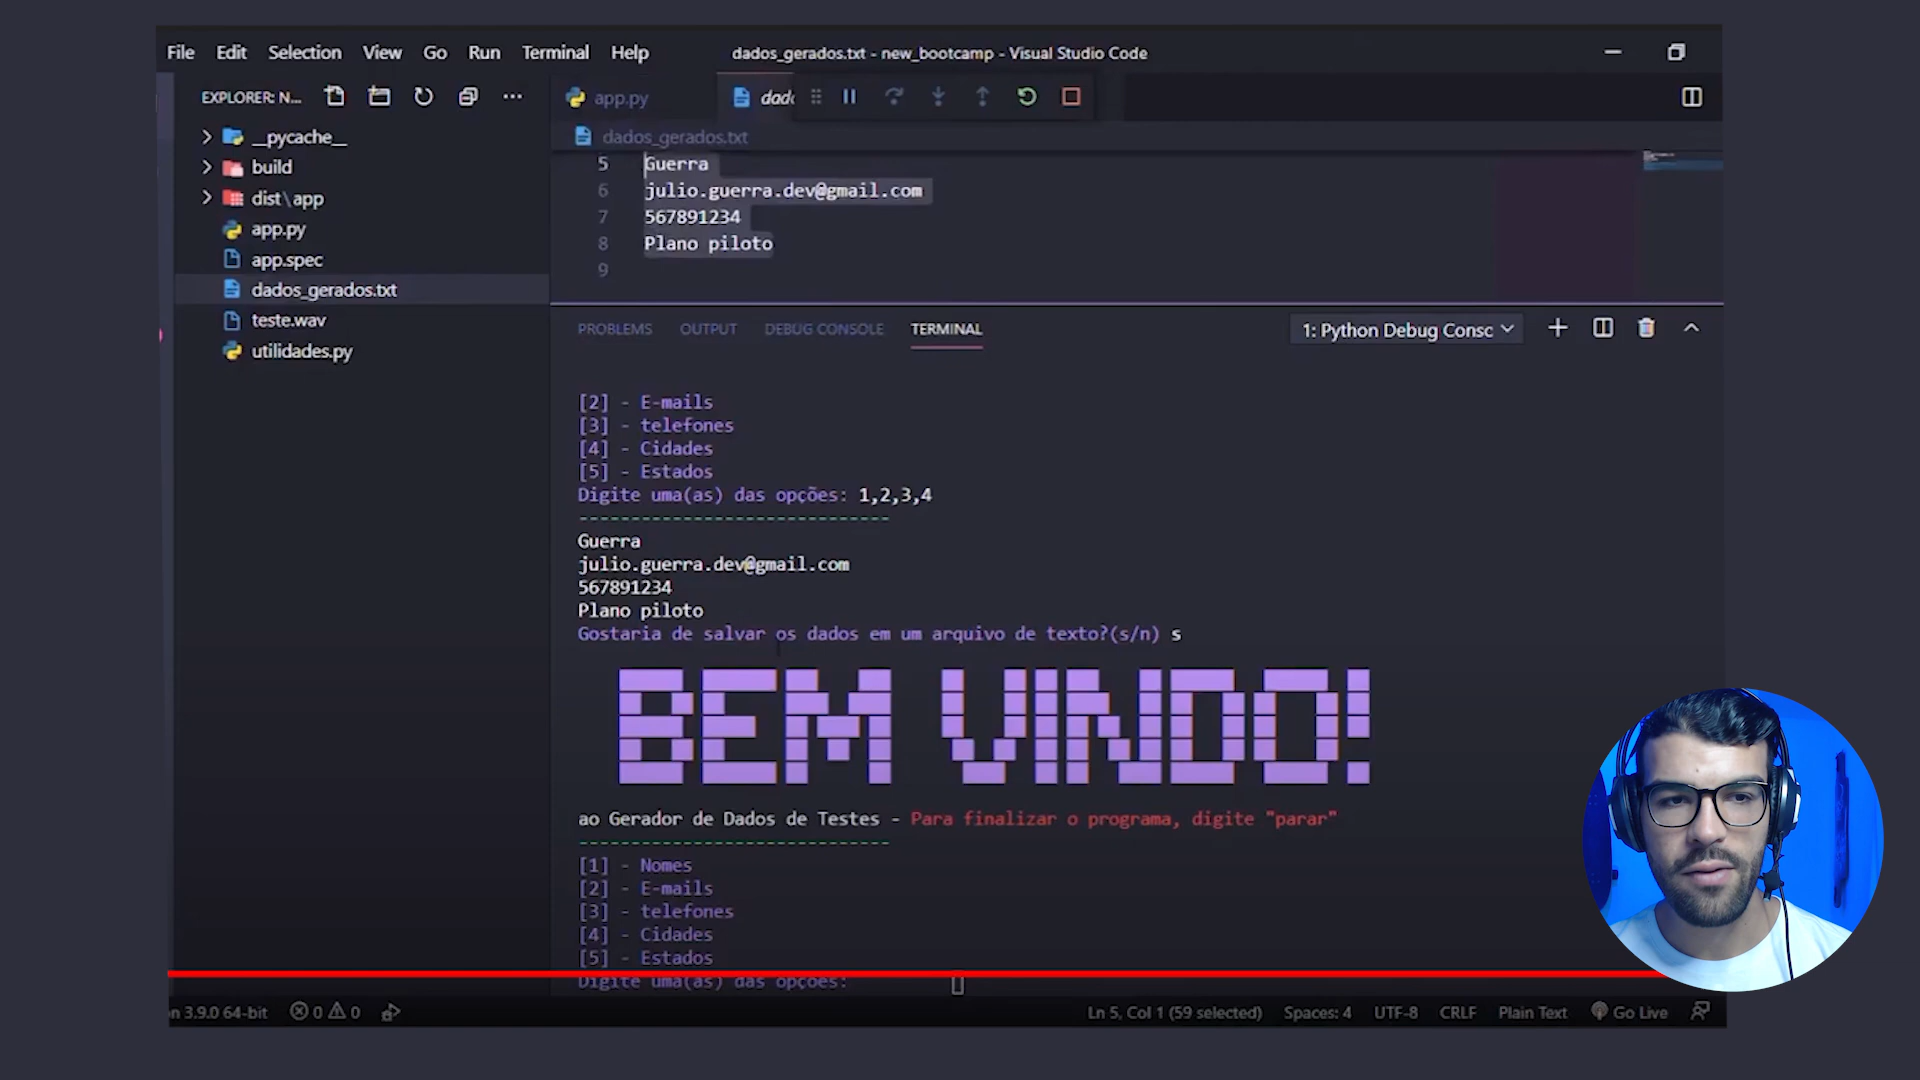 File Edit Selection View Go Run Terminal Help dados_gerados.txt - new_bootcamp - Visual Studio Code
EXPLORER: N... ···
app.py
dado
dados_gerados.txt
__pycache__
build
dist\app
app.py
app.spec
dados_gerados.txt
teste.wav
utilidades.py
5 Guerra
6 julio.guerra.dev@gmail.com
7 567891234
8 Plano piloto
9
PROBLEMS OUTPUT DEBUG CONSOLE TERMINAL 1: Python Debug Consc
[2] - E-mails
[3] - telefones
[4] - Cidades
[5] - Estados
Digite uma(as) das opções: 1,2,3,4
------------------------------
Guerra
julio.guerra.dev@gmail.com
567891234
Plano piloto
Gostaria de salvar os dados em um arquivo de texto?(s/n) s
BEM VINDO!
ao Gerador de Dados de Testes - Para finalizar o programa, digite "parar"
------------------------------
[1] - Nomes
[2] - E-mails
[3] - telefones
[4] - Cidades
[5] - Estados
Digite uma(as) das opções:
n 3.9.0 64-bit 0 0 Ln 5, Col 1 (59 selected) Spaces: 4 UTF-8 CRLF Plain Text Go Live